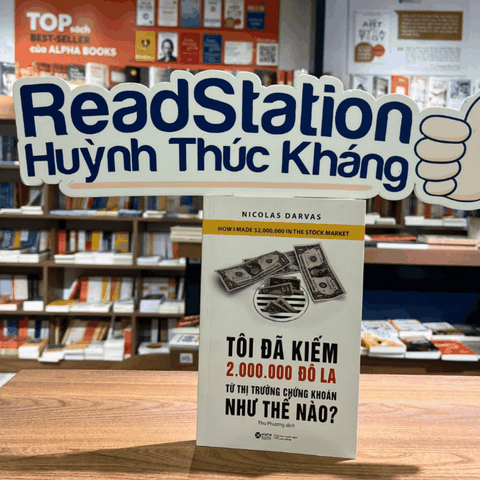 TOP sách
BEST-SELLER
của ALPHA BOOKS
ReadStation
Huỳnh Thúc Kháng
NICOLAS DARVAS
HOW I MADE $2,000,000 IN THE STOCK MARKET
TÔI ĐÃ KIẾM
2.000.000 ĐÔ LA
TỪ THỊ TRƯỜNG CHỨNG KHOÁN
NHƯ THẾ NÀO?
Thu Phương dịch